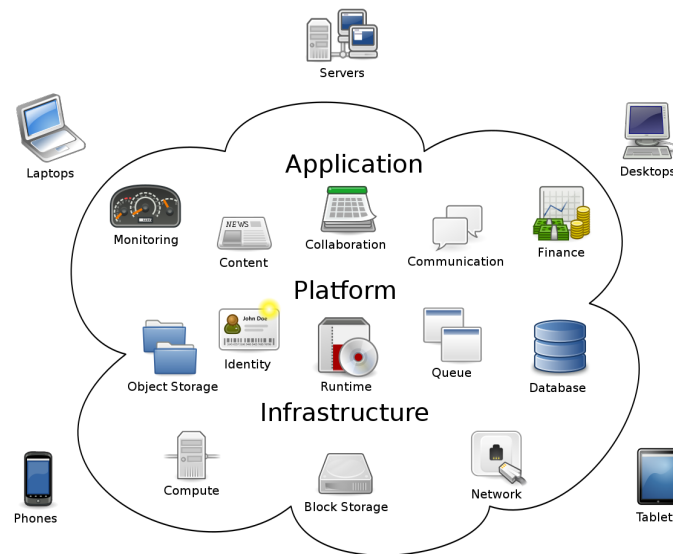 Servers
Laptops
Desktops
Application
Monitoring
NEWS
Content
Collaboration
Communication
Finance
Platform
John Doe
Identity
Object Storage
Runtime
Queue
Database
Infrastructure
Compute
Block Storage
Network
Phones
Tablet